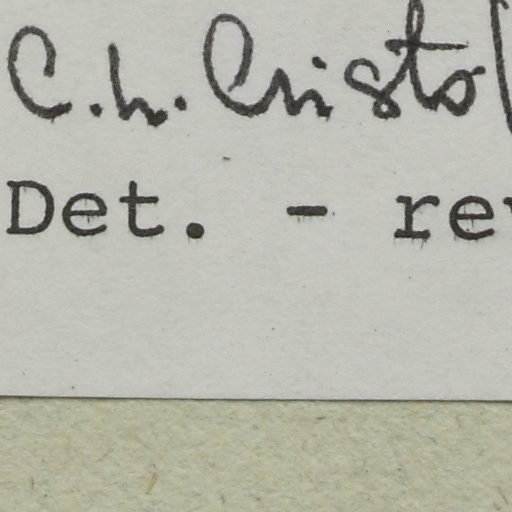 C. L. Cristo
Det. - re